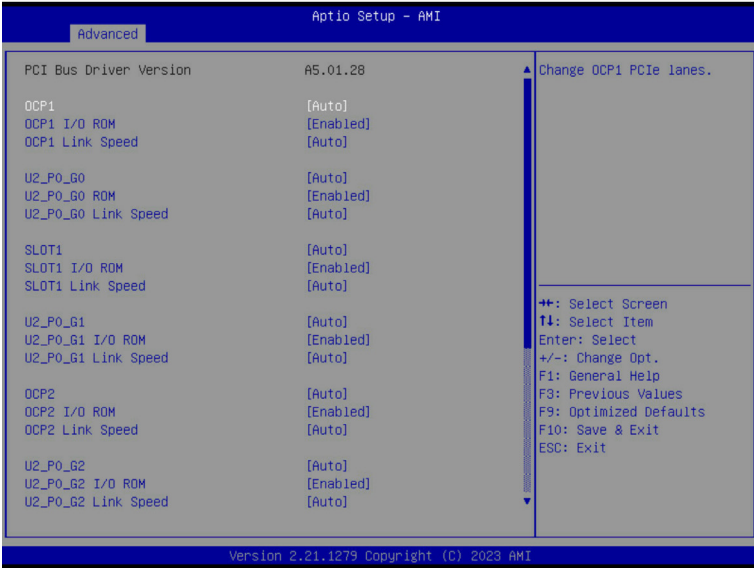 Aptio Setup – AMI
Advanced
PCI Bus Driver Version A5.01.28
OCP1 [Auto]
OCP1 I/O ROM [Enabled]
OCP1 Link Speed [Auto]
U2_P0_G0 [Auto]
U2_P0_G0 ROM [Enabled]
U2_P0_G0 Link Speed [Auto]
SLOT1 [Auto]
SLOT1 I/O ROM [Enabled]
SLOT1 Link Speed [Auto]
U2_P0_G1 [Auto]
U2_P0_G1 I/O ROM [Enabled]
U2_P0_G1 Link Speed [Auto]
OCP2 [Auto]
OCP2 I/O ROM [Enabled]
OCP2 Link Speed [Auto]
U2_P0_G2 [Auto]
U2_P0_G2 I/O ROM [Enabled]
U2_P0_G2 Link Speed [Auto]
Change OCP1 PCIe lanes.
→←: Select Screen
↑↓: Select Item
Enter: Select
+/-: Change Opt.
F1: General Help
F3: Previous Values
F9: Optimized Defaults
F10: Save & Exit
ESC: Exit
Version 2.21.1279 Copyright (C) 2023 AMI